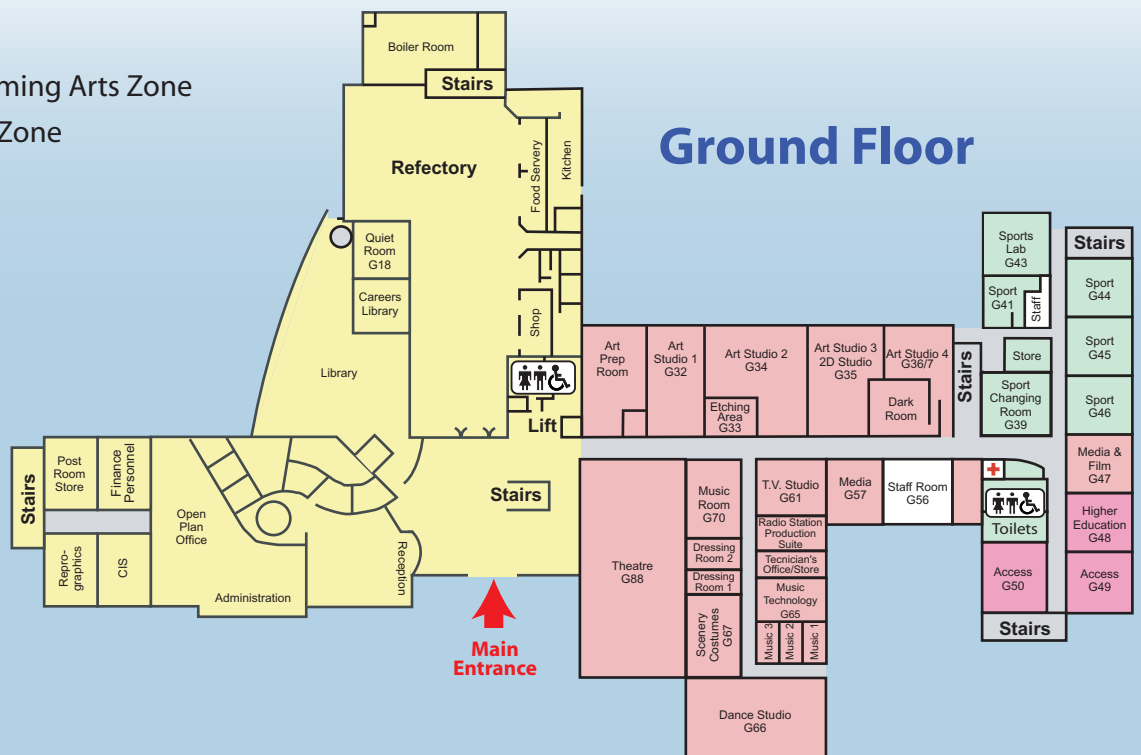 ming Arts Zone
Zone
Ground Floor
Boiler Room
Stairs
Refectory
Food Servery
Kitchen
Quiet
Room
G18
Careers
Library
Shop
Library
Lift
Art
Prep
Room
Art
Studio 1
G32
Art Studio 2
G34
Etching
Area
G33
Art Studio 3
2D Studio
G35
Art Studio 4
G36/7
Dark
Room
Stairs
Sports
Lab
G43
Sport
G41
Staff
Store
Sport
Changing
Room
G39
Stairs
Sport
G44
Sport
G45
Sport
G46
Media &
Film
G47
Higher
Education
G48
Access
G49
Toilets
Access
G50
Stairs
Stairs
Post
Room
Store
Finance
Personnel
Repro-
graphics
CIS
Open
Plan
Office
Administration
Reception
Stairs
Main
Entrance
Theatre
G88
Music
Room
G70
Dressing
Room 2
Dressing
Room 1
Scenery
Costumes
G67
T.V. Studio
G61
Radio Station
Production
Suite
Tecnician's
Office/Store
Music
Technology
G65
Music 3
Music 2
Music 1
Media
G57
Staff Room
G56
Dance Studio
G66